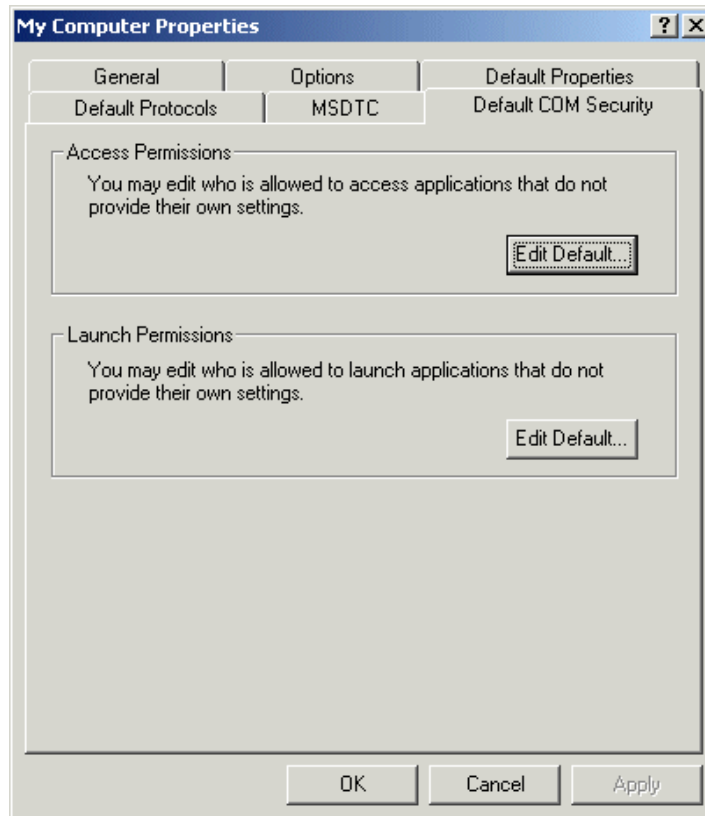 My Computer Properties
General Options Default Properties
Default Protocols MSDTC Default COM Security
Access Permissions
You may edit who is allowed to access applications that do not
provide their own settings.
Edit Default...
Launch Permissions
You may edit who is allowed to launch applications that do not
provide their own settings.
Edit Default...
OK Cancel Apply